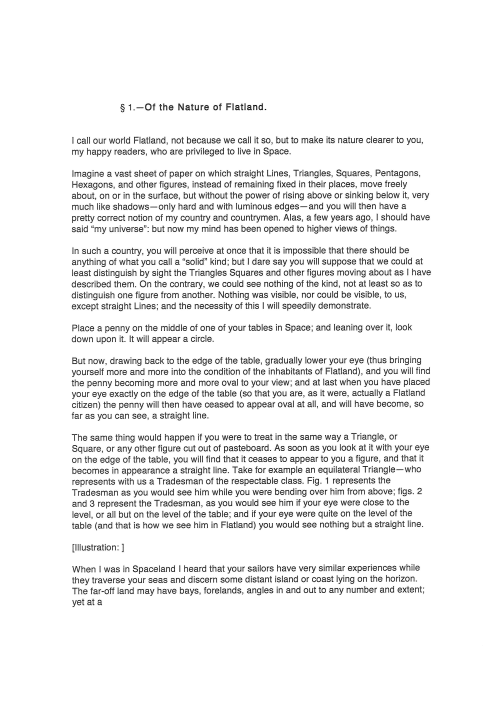 § 1.—Of the Nature of Flatland.
I call our world Flatland, not because we call it so, but to make its nature clearer to you,
my happy readers, who are privileged to live in Space.
Imagine a vast sheet of paper on which straight Lines, Triangles, Squares, Pentagons,
Hexagons, and other figures, instead of remaining fixed in their places, move freely
about, on or in the surface, but without the power of rising above or sinking below it, very
much like shadows—only hard and with luminous edges—and you will then have a
pretty correct notion of my country and countrymen. Alas, a few years ago, I should have
said “my universe”: but now my mind has been opened to higher views of things.
In such a country, you will perceive at once that it is impossible that there should be
anything of what you call a “solid” kind; but I dare say you will suppose that we could at
least distinguish by sight the Triangles Squares and other figures moving about as I have
described them. On the contrary, we could see nothing of the kind, not at least so as to
distinguish one figure from another. Nothing was visible, nor could be visible, to us,
except straight Lines; and the necessity of this I will speedily demonstrate.
Place a penny on the middle of one of your tables in Space; and leaning over it, look
down upon it. It will appear a circle.
But now, drawing back to the edge of the table, gradually lower your eye (thus bringing
yourself more and more into the condition of the inhabitants of Flatland), and you will find
the penny becoming more and more oval to your view; and at last when you have placed
your eye exactly on the edge of the table (so that you are, as it were, actually a Flatland
citizen) the penny will then have ceased to appear oval at all, and will have become, so
far as you can see, a straight line.
The same thing would happen if you were to treat in the same way a Triangle, or
Square, or any other figure cut out of pasteboard. As soon as you look at it with your eye
on the edge of the table, you will find that it ceases to appear to you a figure, and that it
becomes in appearance a straight line. Take for example an equilateral Triangle—who
represents with us a Tradesman of the respectable class. Fig. 1 represents the
Tradesman as you would see him while you were bending over him from above; figs. 2
and 3 represent the Tradesman, as you would see him if your eye were close to the
level, or all but on the level of the table; and if your eye were quite on the level of the
table (and that is how we see him in Flatland) you would see nothing but a straight line.
[Illustration: ]
When I was in Spaceland I heard that your sailors have very similar experiences while
they traverse your seas and discern some distant island or coast lying on the horizon.
The far-off land may have bays, forelands, angles in and out to any number and extent;
yet at a